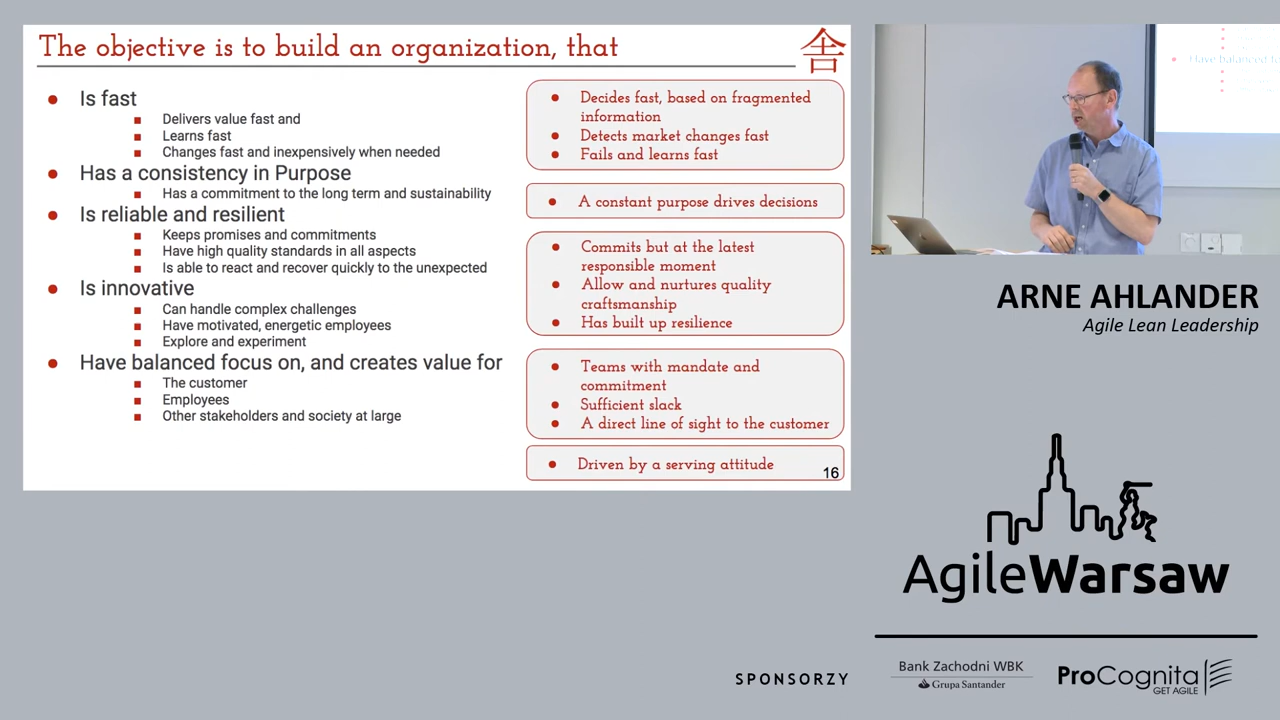 The objective is to build an organization, that
舎
Is fast
Delivers value fast and
Learns fast
Changes fast and inexpensively when needed
Has a consistency in Purpose
Has a commitment to the long term and sustainability
Is reliable and resilient
Keeps promises and commitments
Have high quality standards in all aspects
Is able to react and recover quickly to the unexpected
Is innovative
Can handle complex challenges
Have motivated, energetic employees
Explore and experiment
Have balanced focus on, and creates value for
The customer
Employees
Other stakeholders and society at large
Decides fast, based on fragmented
information
Detects market changes fast
Fails and learns fast
A constant purpose drives decisions
Commits but at the latest
responsible moment
Allow and nurtures quality
craftsmanship
Has built up resilience
Teams with mandate and
commitment
Sufficient slack
A direct line of sight to the customer
Driven by a serving attitude
16
Have balanced fo
ARNE AHLANDER
Agile Lean Leadership
AgileWarsaw
SPONSORZY
Bank Zachodni WBK
Grupa Santander
ProCognita
GET AGILE